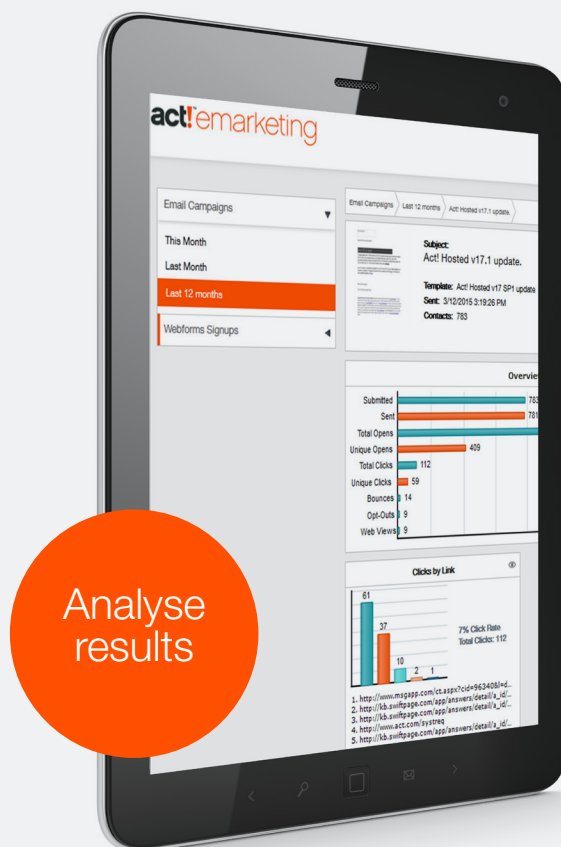 act! emarketing
Email Campaigns
This Month
Last Month
Last 12 months
Webforms Signups
Email Campaigns Last 12 months Act! Hosted v17.1 update.
Subject:
Act! Hosted v17.1 update.
Template: Act! Hosted v17 SP1 update
Sent: 3/12/2015 3:19:26 PM
Contacts: 783
Overvie
Submitted 783
Sent 781
Total Opens
Unique Opens 409
Total Clicks 112
Unique Clicks 59
Bounces 14
Opt-Outs 9
Web Views 9
Clicks by Link
61
37
10
2
1
7% Click Rate
Total Clicks: 112
1. http://www.msgapp.com/ct.aspx?cid=96340&l=d...
2. http://kb.swiftpage.com/app/answers/detail/a_id/...
3. http://kb.swiftpage.com/app/answers/detail/a_id/...
4. http://www.act.com/systreq
5. http://kb.swiftpage.com/app/answers/detail/a_id/...
Analyse
results